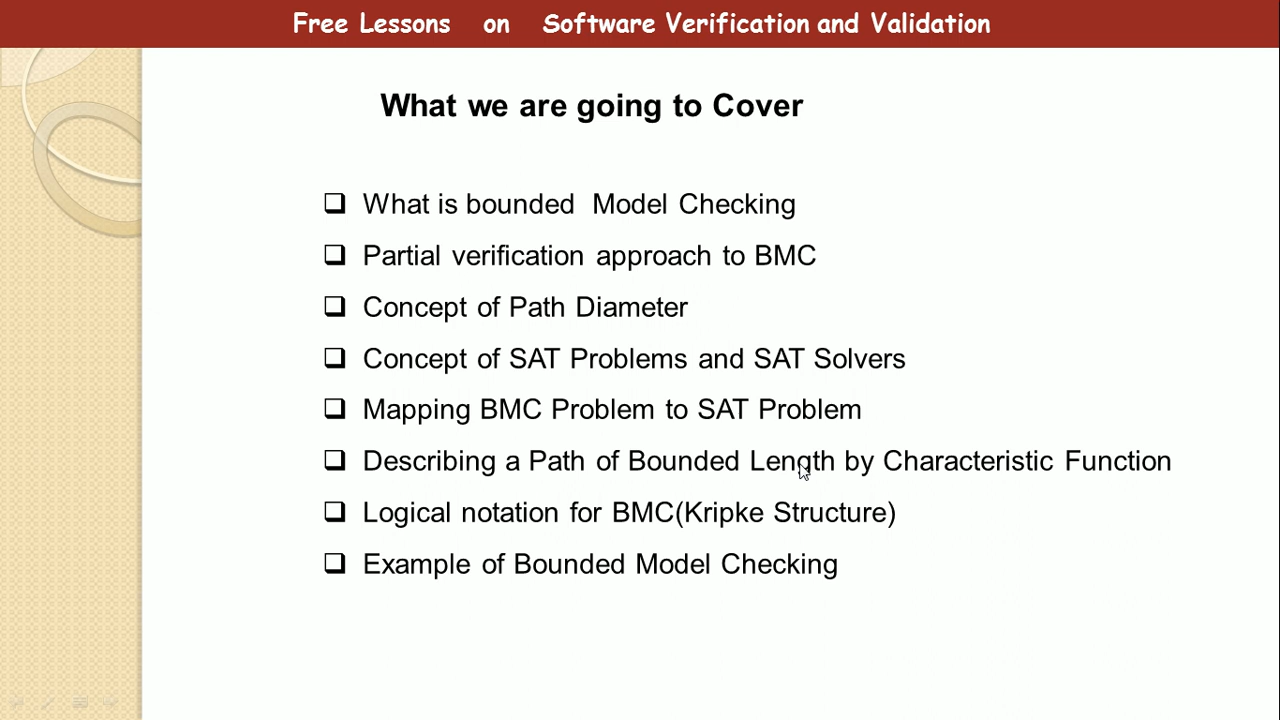 Free Lessons on Software Verification and Validation
What we are going to Cover
What is bounded Model Checking
Partial verification approach to BMC
Concept of Path Diameter
Concept of SAT Problems and SAT Solvers
Mapping BMC Problem to SAT Problem
Describing a Path of Bounded Length by Characteristic Function
Logical notation for BMC(Kripke Structure)
Example of Bounded Model Checking